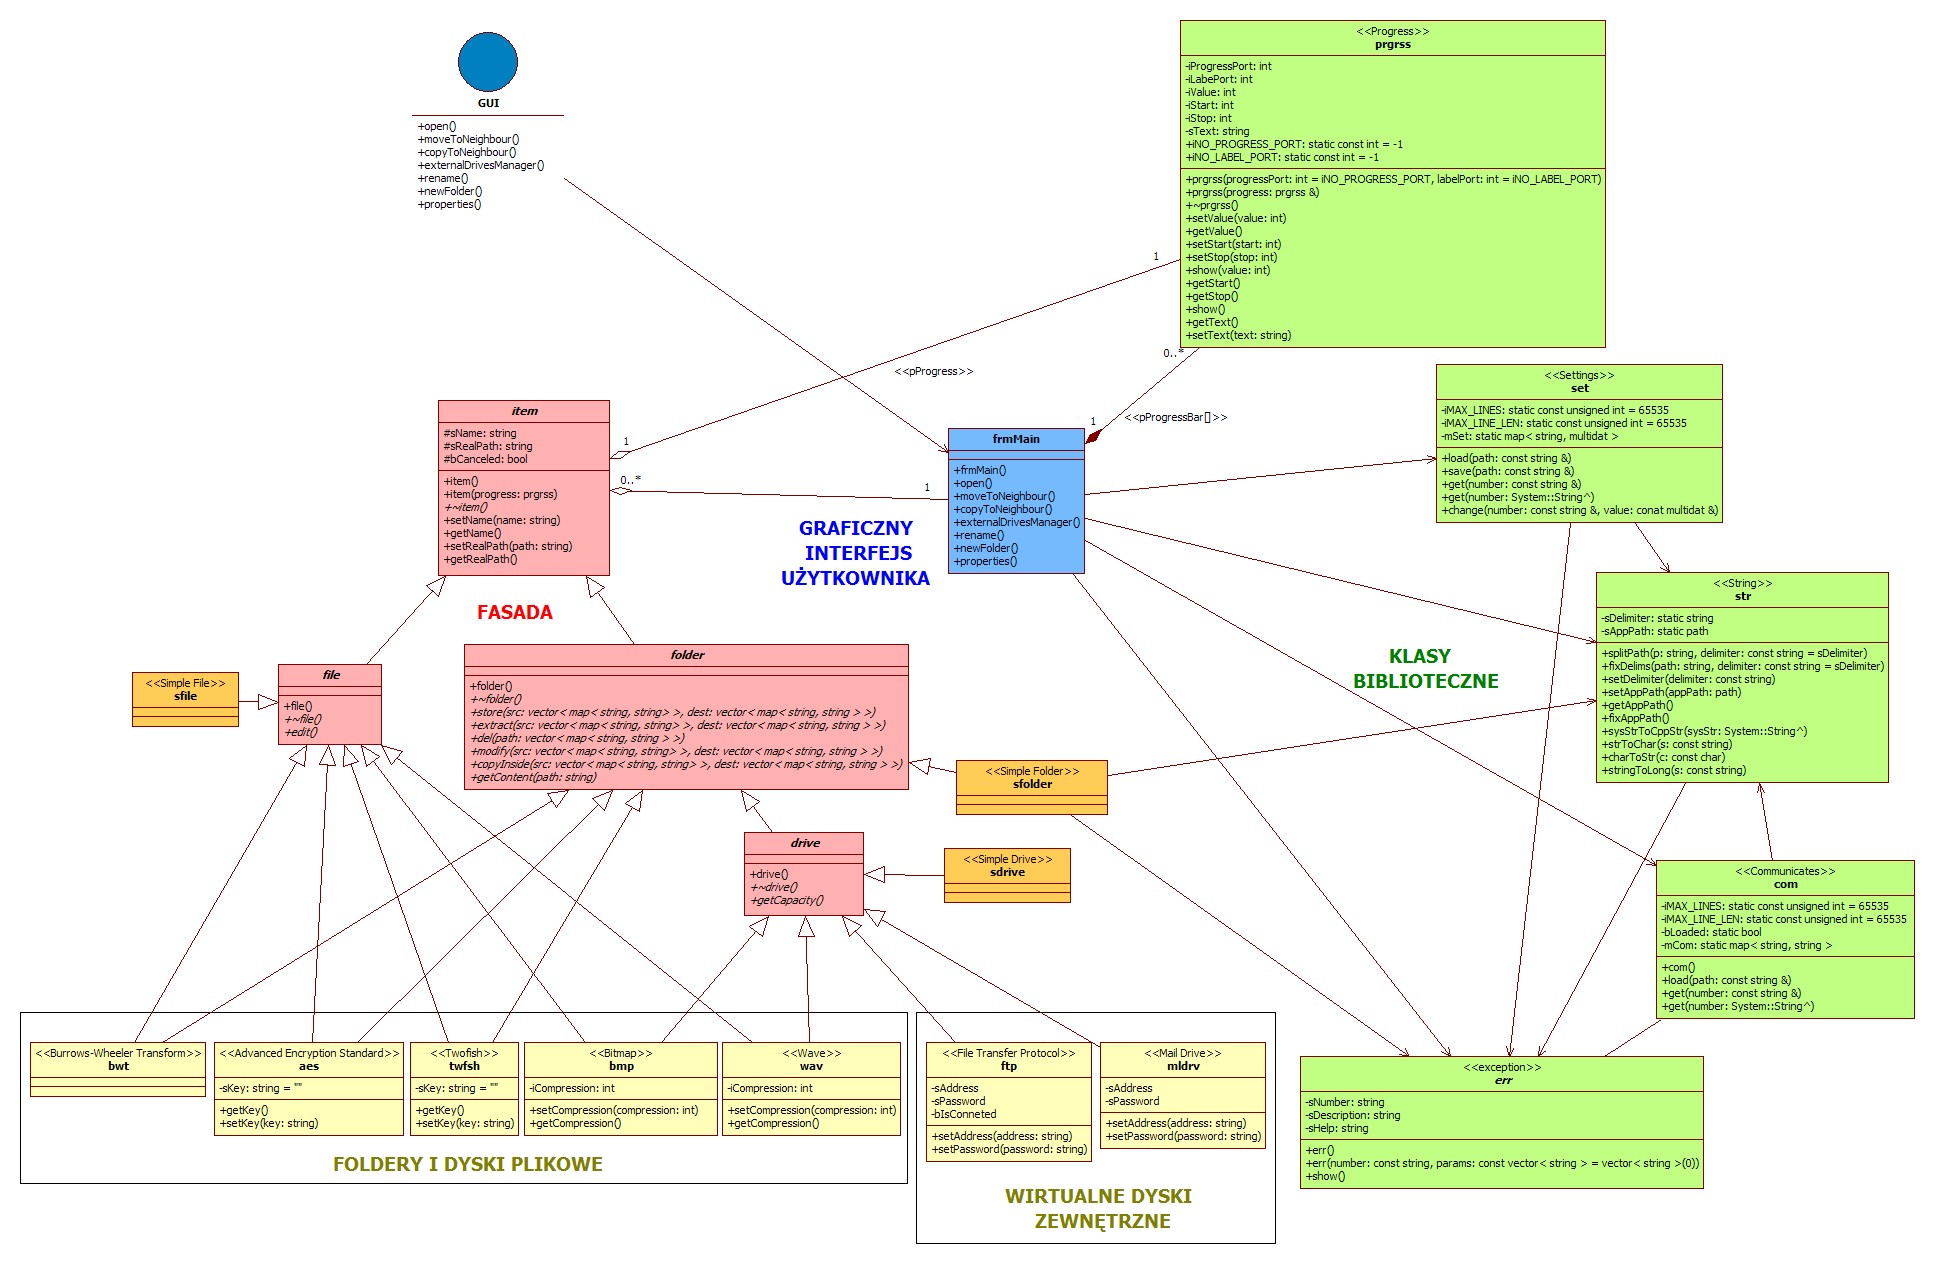 GUI
+open()
+moveToNeighbour()
+copyToNeighbour()
+externalDrivesManager()
+rename()
+newFolder()
+properties()
<<Progress>>
prgrss
-iProgressPort: int
-iLabePort: int
-iValue: int
-iStart: int
-iStop: int
-sText: string
+iNO_PROGRESS_PORT: static const int = -1
+iNO_LABEL_PORT: static const int = -1
+prgrss(progressPort: int = iNO_PROGRESS_PORT, labelPort: int = iNO_LABEL_PORT)
+prgrss(progress: prgrss &)
+~prgrss()
+setValue(value: int)
+getValue()
+setStart(start: int)
+setStop(stop: int)
+show(value: int)
+getStart()
+getStop()
+show()
+getText()
+setText(text: string)
1
<<pProgress>>
1
0..*
<<pProgressBar[]>>
1
0..*
1
item
#sName: string
#sRealPath: string
#bCanceled: bool
+item()
+item(progress: prgrss)
+~item()
+setName(name: string)
+getName()
+setRealPath(path: string)
+getRealPath()
frmMain
+frmMain()
+open()
+moveToNeighbour()
+copyToNeighbour()
+externalDrivesManager()
+rename()
+newFolder()
+properties()
GRAFICZNY
INTERFEJS
UŻYTKOWNIKA
<<Settings>>
set
-iMAX_LINES: static const unsigned int = 65535
-iMAX_LINE_LEN: static const unsigned int = 65535
-mSet: static map< string, multidat >
+load(path: const string &)
+save(path: const string &)
+get(number: const string &)
+get(number: System::String^)
+change(number: const string &, value: conat multidat &)
FASADA
<<String>>
str
-sDelimiter: static string
-sAppPath: static path
+splitPath(p: string, delimiter: const string = sDelimiter)
+fixDelims(path: string, delimiter: const string = sDelimiter)
+setDelimiter(delimiter: const string)
+setAppPath(appPath: path)
+getAppPath()
+fixAppPath()
+sysStrToCppStr(sysStr: System::String^)
+strToChar(s: const string)
+charToStr(c: const char)
+stringToLong(s: const string)
KLASY
BIBLIOTECZNE
<<Simple File>>
sfile
file
+file()
+~file()
+edit()
folder
+folder()
+~folder()
+store(src: vector< map< string, string> >, dest: vector< map< string, string > >)
+extract(src: vector< map< string, string> >, dest: vector< map< string, string > >)
+del(path: vector< map< string, string > >)
+modify(src: vector< map< string, string> >, dest: vector< map< string, string > >)
+copyInside(src: vector< map< string, string> >, dest: vector< map< string, string > >)
+getContent(path: string)
<<Simple Folder>>
sfolder
drive
+drive()
+~drive()
+getCapacity()
<<Simple Drive>>
sdrive
<<Communicates>>
com
-iMAX_LINES: static const unsigned int = 65535
-iMAX_LINE_LEN: static const unsigned int = 65535
-bLoaded: static bool
-mCom: static map< string, string >
+com()
+load(path: const string &)
+get(number: const string &)
+get(number: System::String^)
<<Burrows-Wheeler Transform>>
bwt
<<Advanced Encryption Standard>>
aes
-sKey: string = ""
+getKey()
+setKey(key: string)
<<Twofish>>
twfsh
-sKey: string = ""
+getKey()
+setKey(key: string)
<<Bitmap>>
bmp
-iCompression: int
+setCompression(compression: int)
+getCompression()
<<Wave>>
wav
-iCompression: int
+setCompression(compression: int)
+getCompression()
FOLDERY I DYSKI PLIKOWE
<<File Transfer Protocol>>
ftp
-sAddress
-sPassword
-bIsConneted
+setAddress(address: string)
+setPassword(password: string)
<<Mail Drive>>
mldrv
-sAddress
-sPassword
+setAddress(address: string)
+setPassword(password: string)
WIRTUALNE DYSKI
ZEWNĘTRZNE
<<exception>>
err
-sNumber: string
-sDescription: string
-sHelp: string
+err()
+err(number: const string, params: const vector< string > = vector< string >(0))
+show()